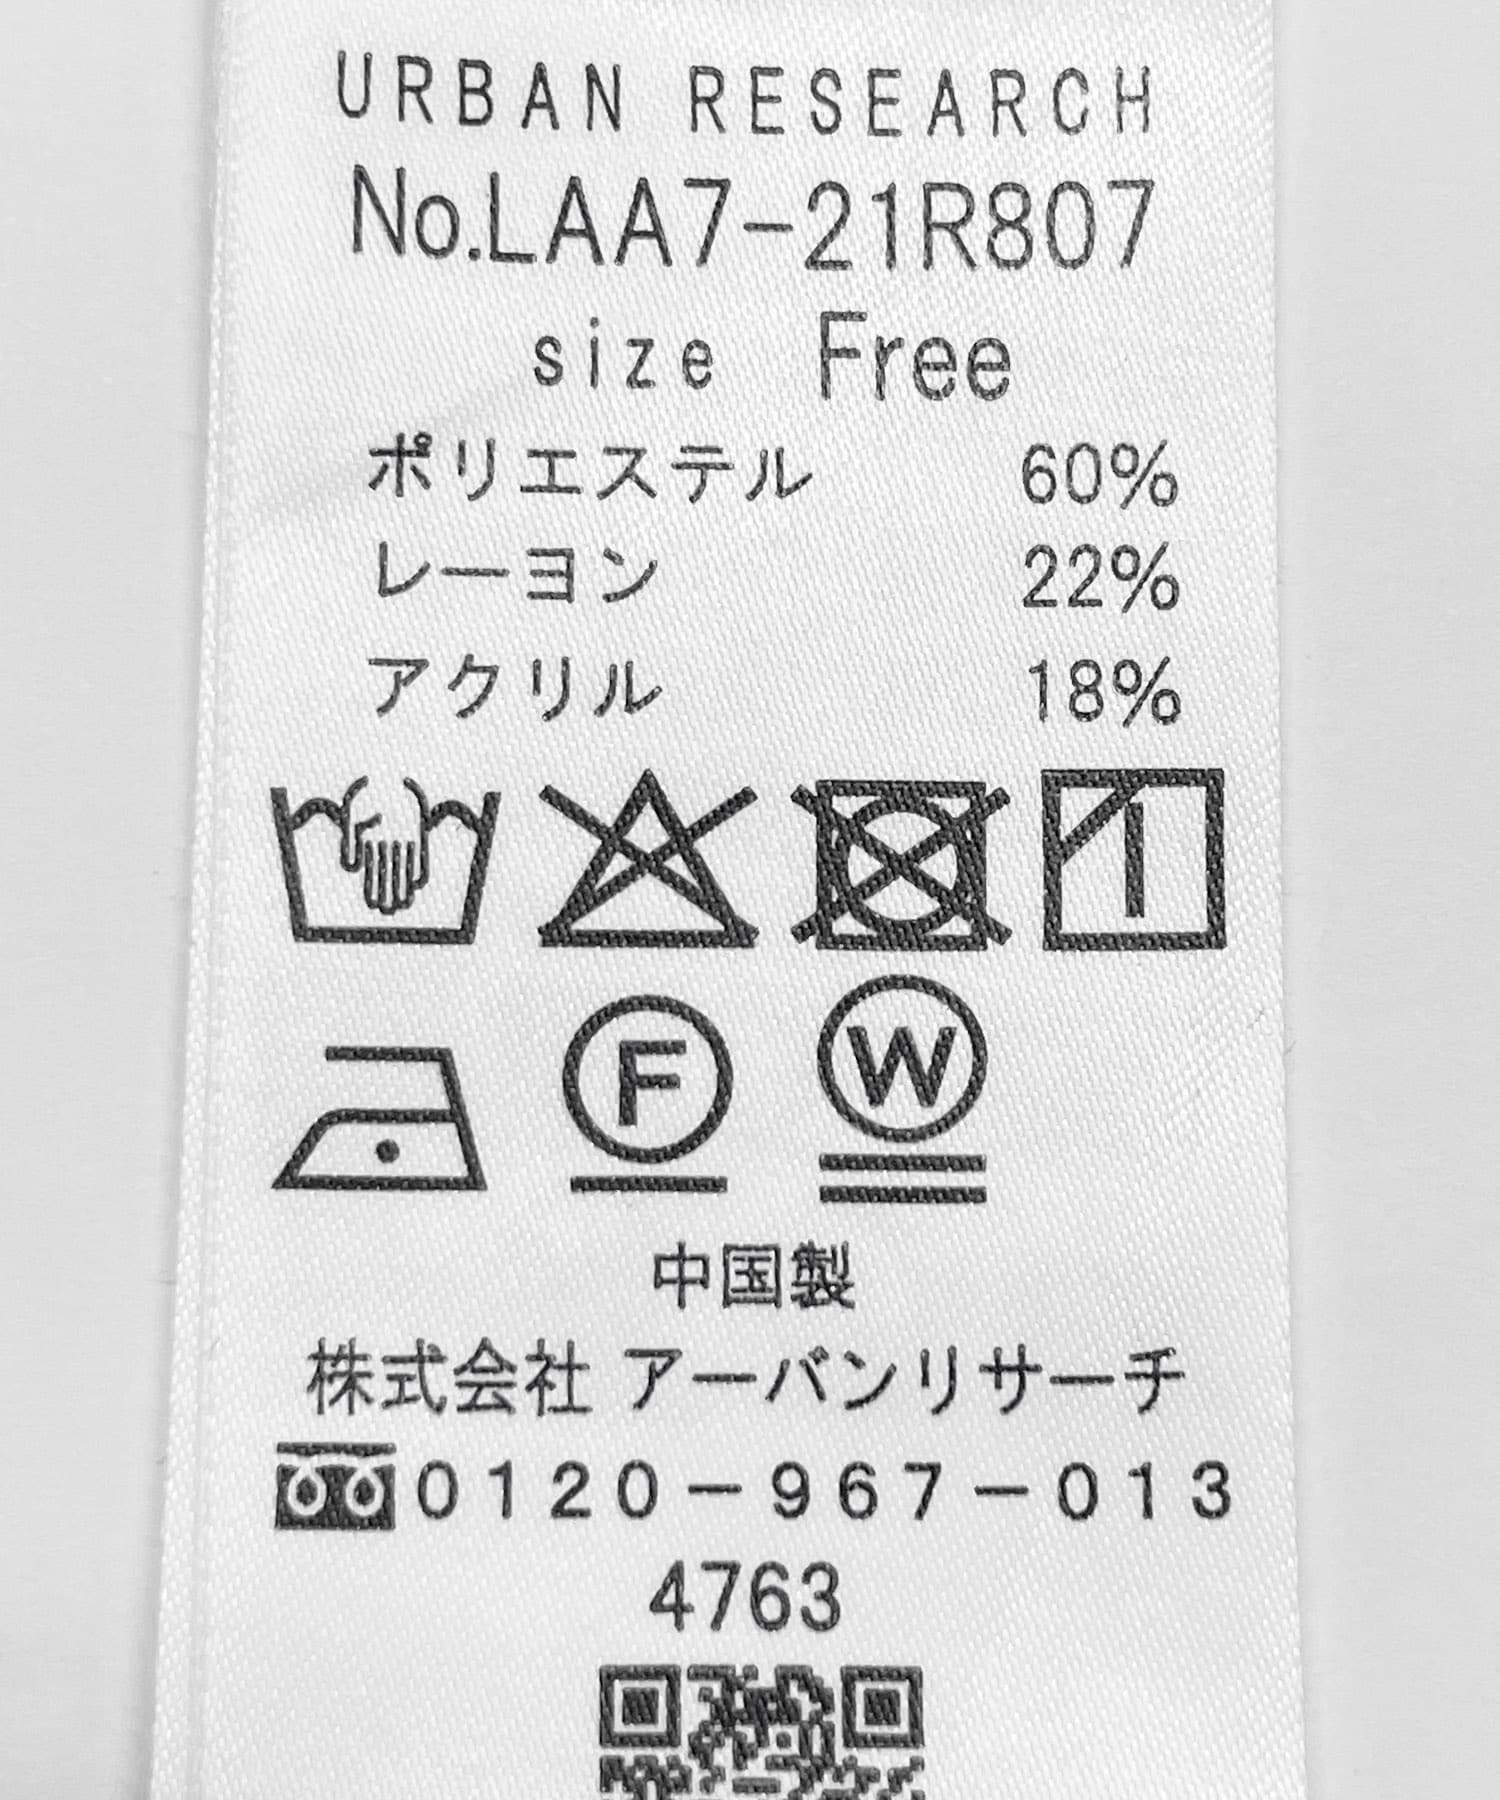 URBAN RESEARCH
No.LAA7-21R807
size Free
ポリエステル 60%
レーヨン 22%
アクリル 18%
F W
中国製
株式会社 アーバンリサーチ
0120-967-013
4763